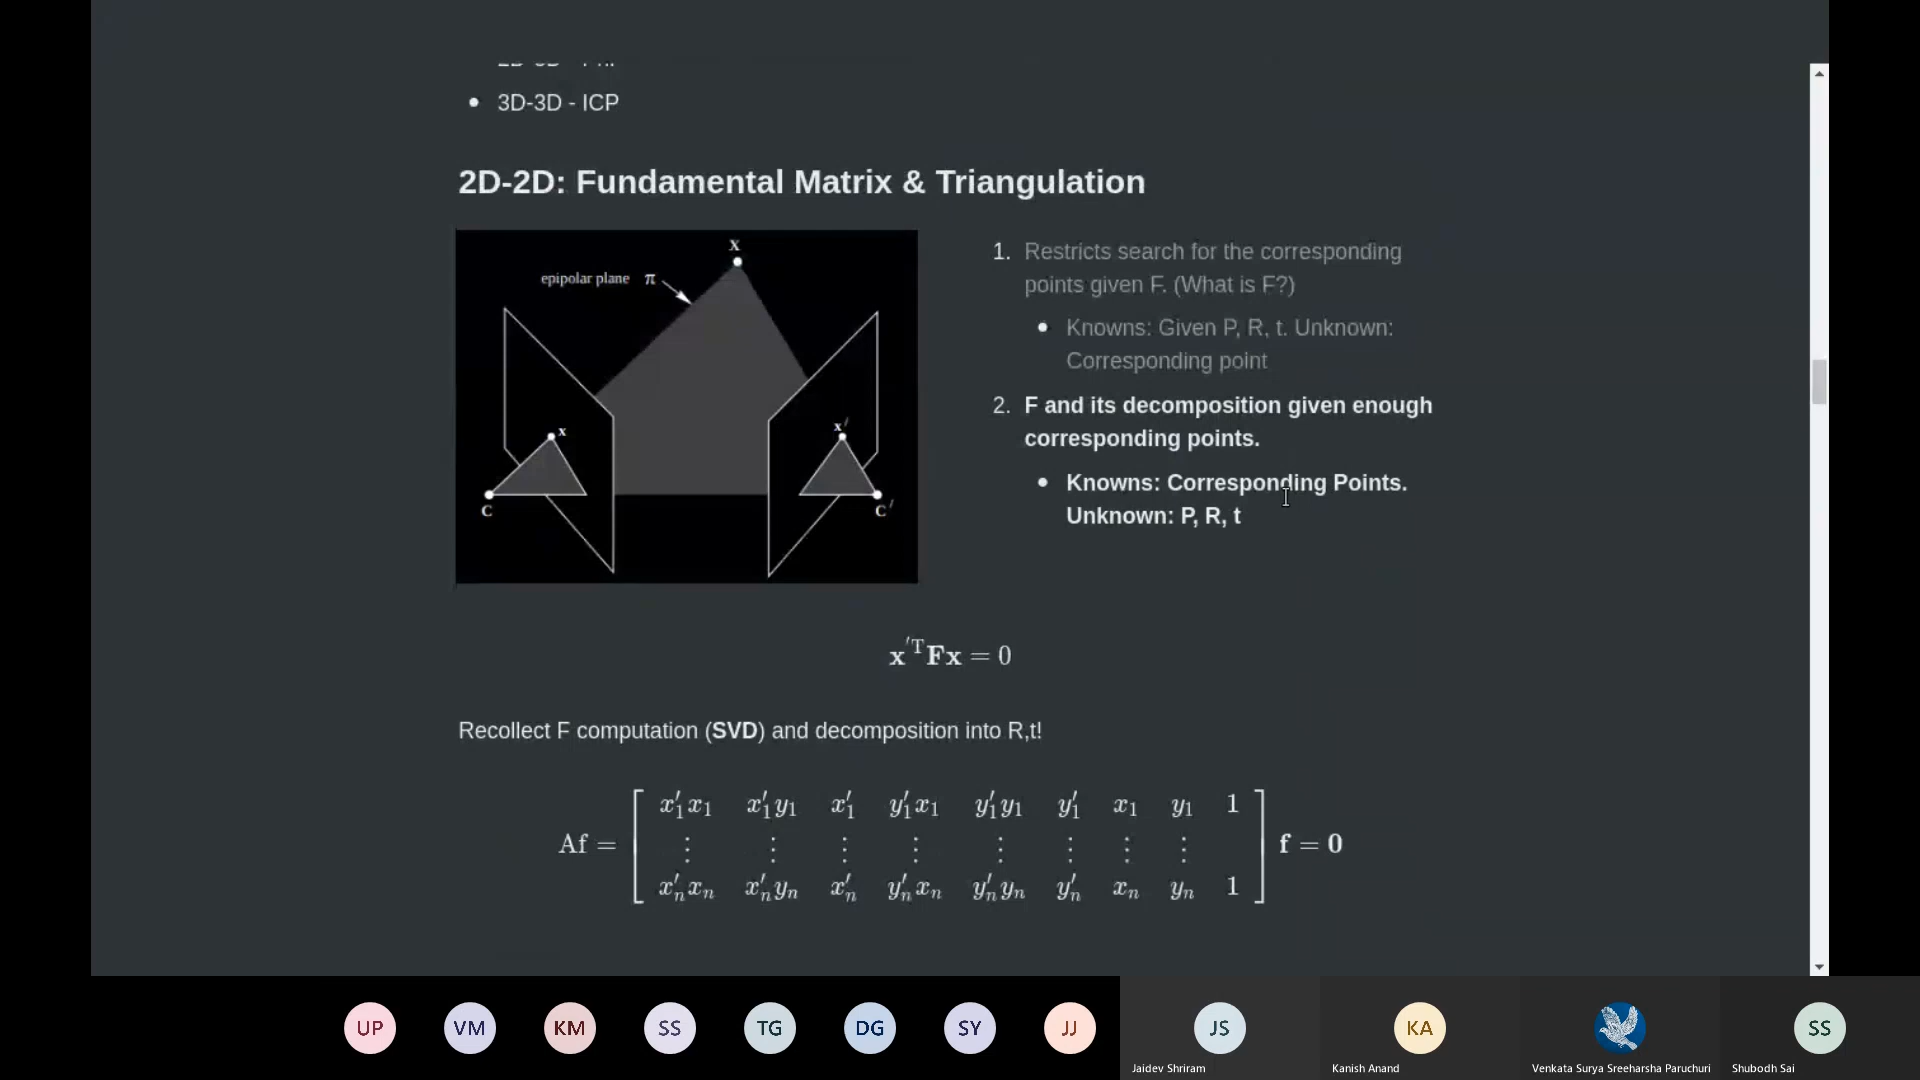 3D-3D - ICP
2D-2D: Fundamental Matrix & Triangulation
X
epipolar plane π
x
x′
C
C′
1. Restricts search for the corresponding
points given F. (What is F?)
Knowns: Given P, R, t. Unknown:
Corresponding point
2. F and its decomposition given enough
corresponding points.
Knowns: Corresponding Points.
Unknown: P, R, t
x′ᵀFx = 0
Recollect F computation (SVD) and decomposition into R,t!
x′₁x₁ x′₁y₁ x′₁ y′₁x₁ y′₁y₁ y′₁ x₁ y₁ 1
Af = ⋮ ⋮ ⋮ ⋮ ⋮ ⋮ ⋮ ⋮ f = 0
x′ₙxₙ x′ₙyₙ x′ₙ y′ₙxₙ y′ₙyₙ y′ₙ xₙ yₙ 1
UP VM KM SS TG DG SY JJ JS KA SS
Jaidev Shriram Kanish Anand Venkata Surya Sreeharsha Paruchuri Shubodh Sai